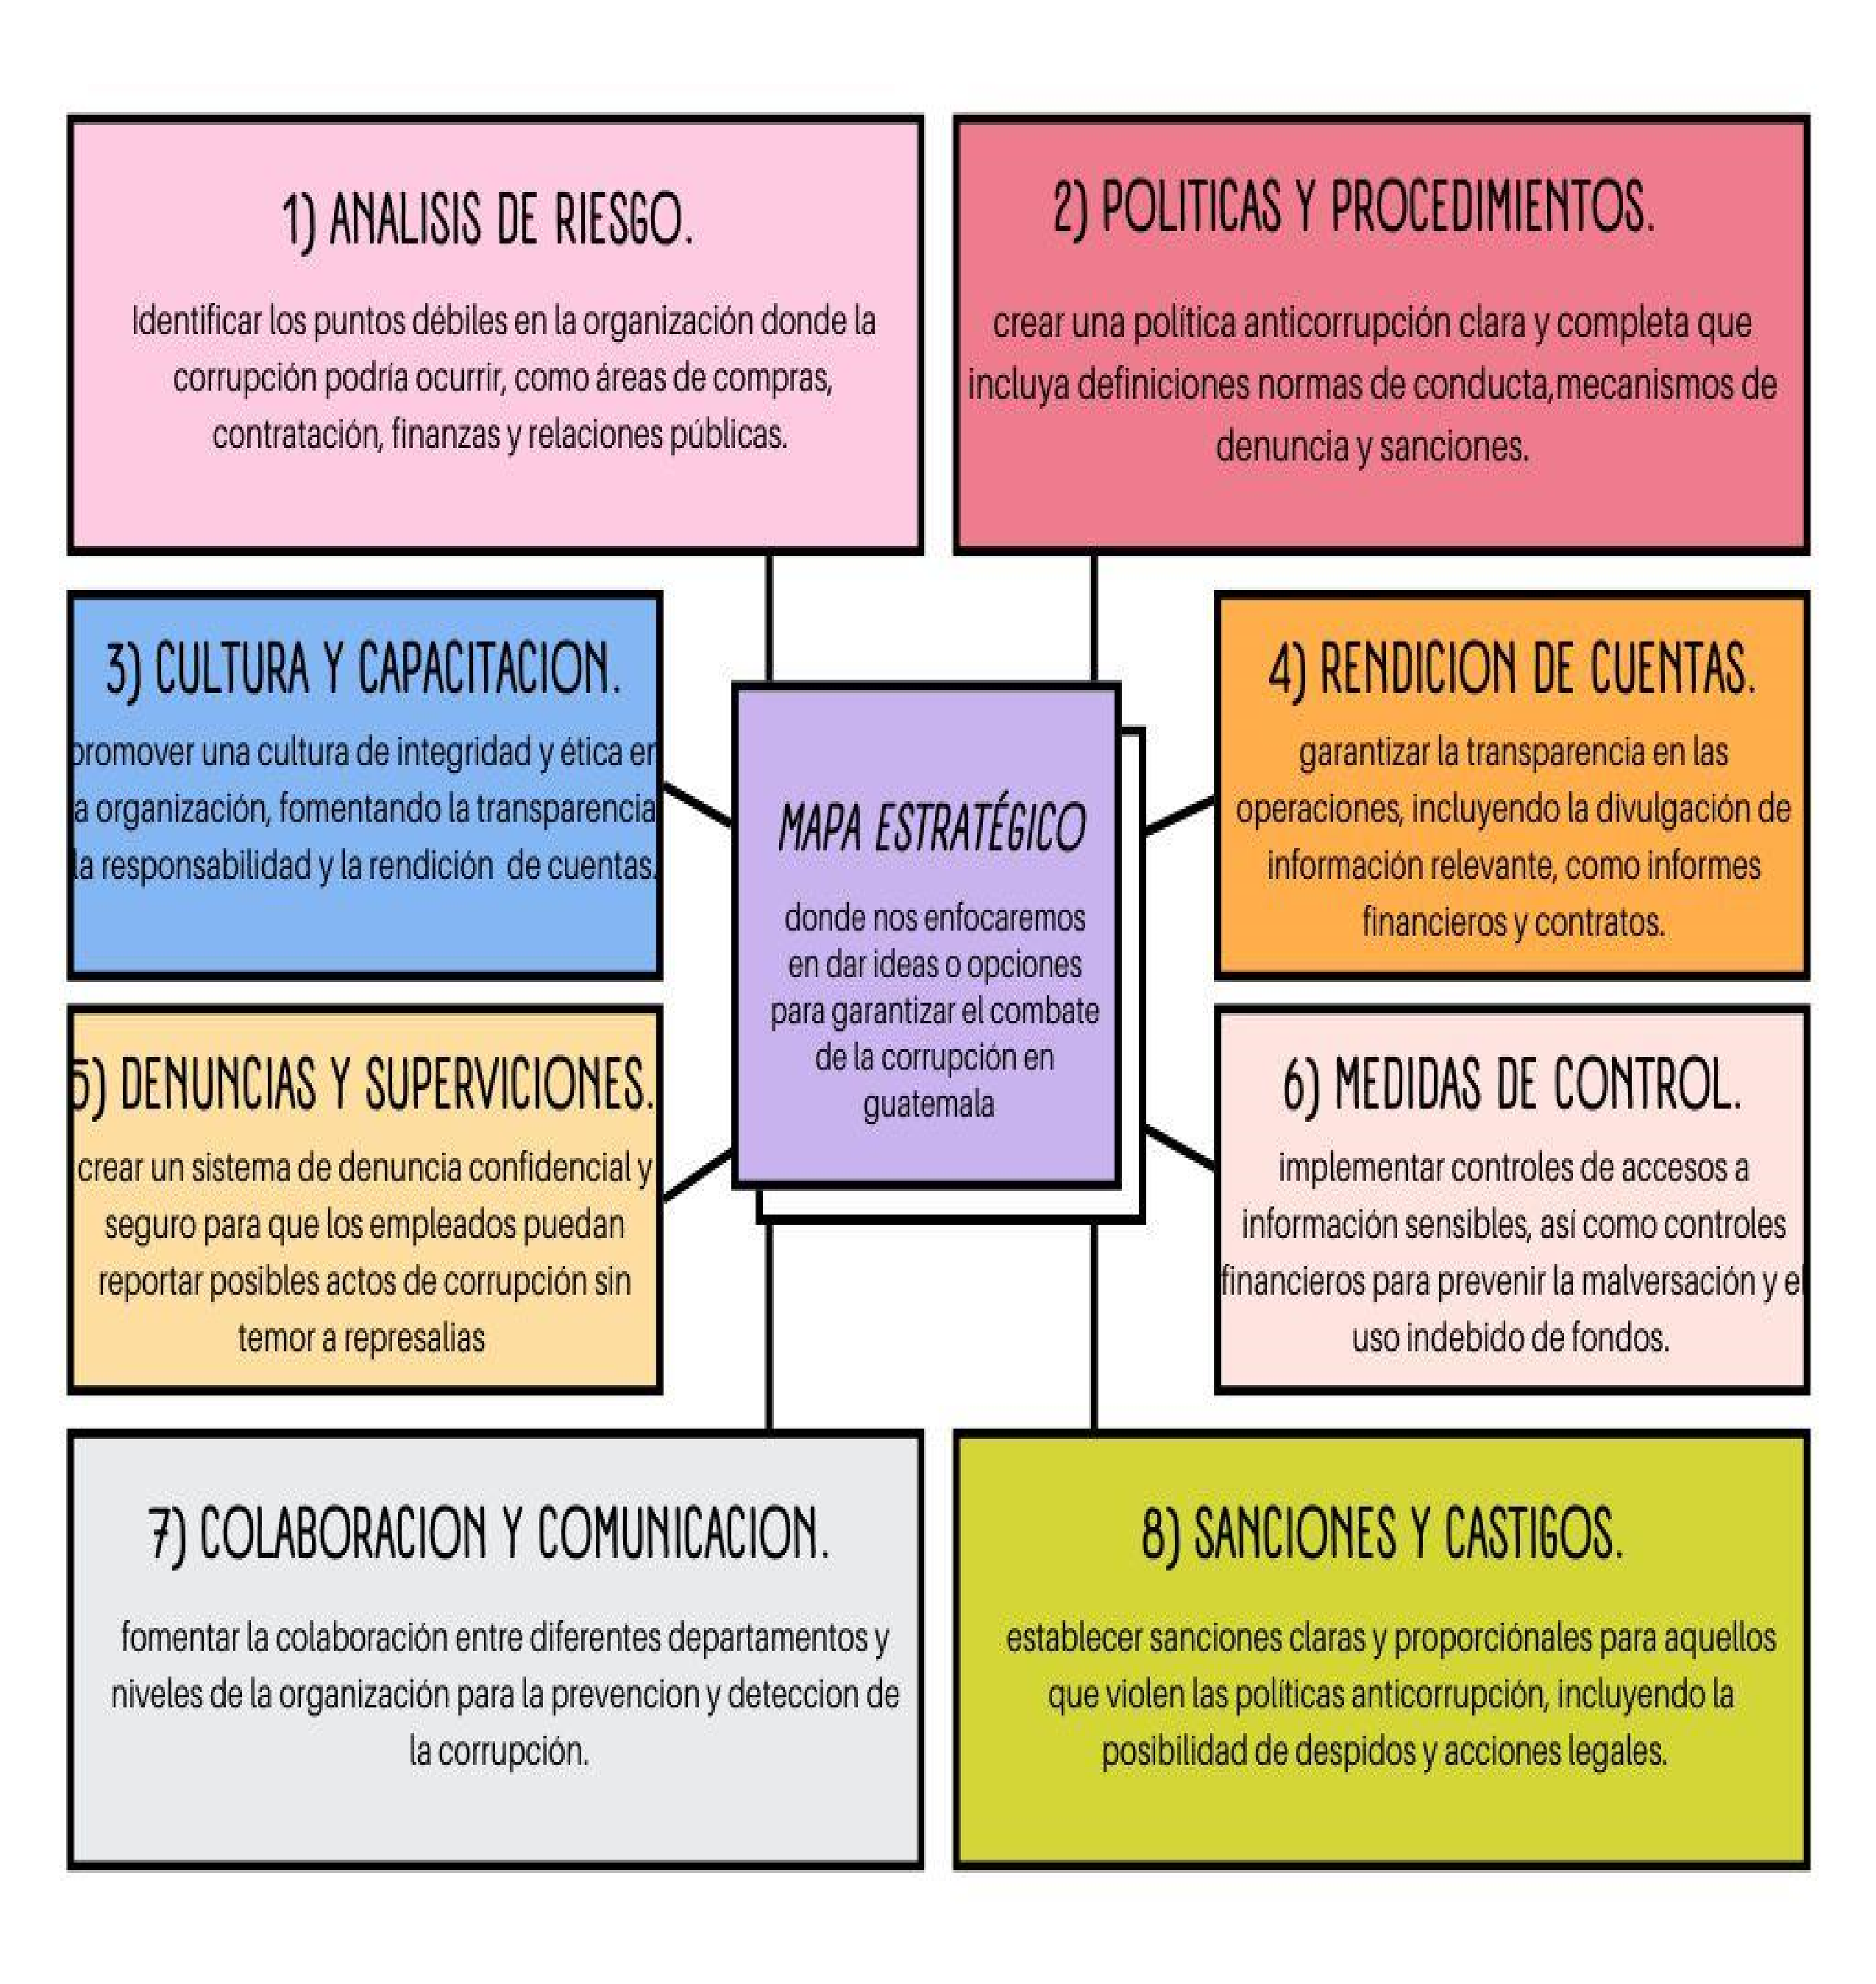 1) ANALISIS DE RIESGO.
Identificar los puntos débiles en la organización donde la
corrupción podría ocurrir, como áreas de compras,
contratación, finanzas y relaciones públicas.
2) POLITICAS Y PROCEDIMIENTOS.
crear una política anticorrupción clara y completa que
incluya definiciones normas de conducta,mecanismos de
denuncia y sanciones.
3) CULTURA Y CAPACITACION.
promover una cultura de integridad y ética en
a organización, fomentando la transparencia
la responsabilidad y la rendición de cuentas.
4) RENDICION DE CUENTAS.
garantizar la transparencia en las
operaciones, incluyendo la divulgación de
información relevante, como informes
financieros y contratos.
MAPA ESTRATÉGICO
donde nos enfocaremos
en dar ideas o opciones
para garantizar el combate
de la corrupción en
guatemala
5) DENUNCIAS Y SUPERVICIONES.
crear un sistema de denuncia confidencial y
seguro para que los empleados puedan
reportar posibles actos de corrupción sin
temor a represalias
6) MEDIDAS DE CONTROL.
implementar controles de accesos a
información sensibles, así como controles
financieros para prevenir la malversación y el
uso indebido de fondos.
7) COLABORACION Y COMUNICACION.
fomentar la colaboración entre diferentes departamentos y
niveles de la organización para la prevencion y deteccion de
la corrupción.
8) SANCIONES Y CASTIGOS.
establecer sanciones claras y proporciónales para aquellos
que violen las políticas anticorrupción, incluyendo la
posibilidad de despidos y acciones legales.